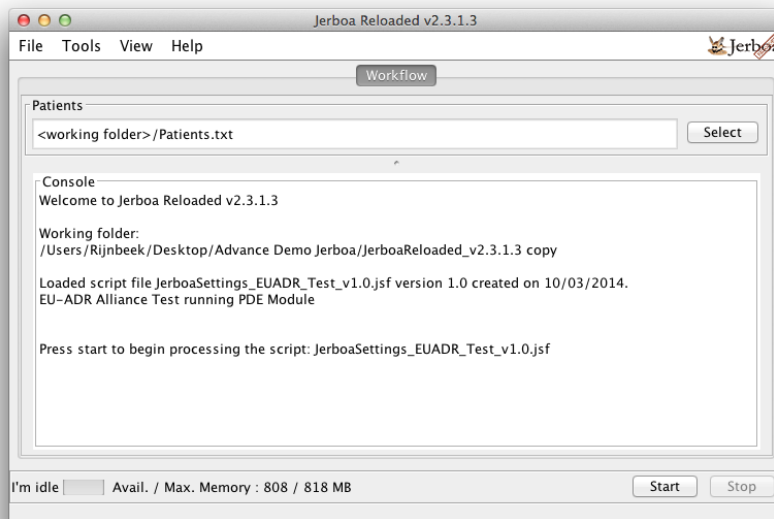 Jerboa Reloaded v2.3.1.3
File Tools View Help
Workflow
Patients
<working folder>/Patients.txt
Select
Console
Welcome to Jerboa Reloaded v2.3.1.3
Working folder:
/Users/Rijnbeek/Desktop/Advance Demo Jerboa/JerboaReloaded_v2.3.1.3 copy
Loaded script file JerboaSettings_EUADR_Test_v1.0.jsf version 1.0 created on 10/03/2014.
EU-ADR Alliance Test running PDE Module
Press start to begin processing the script: JerboaSettings_EUADR_Test_v1.0.jsf
I'm idle Avail. / Max. Memory : 808 / 818 MB Start Stop